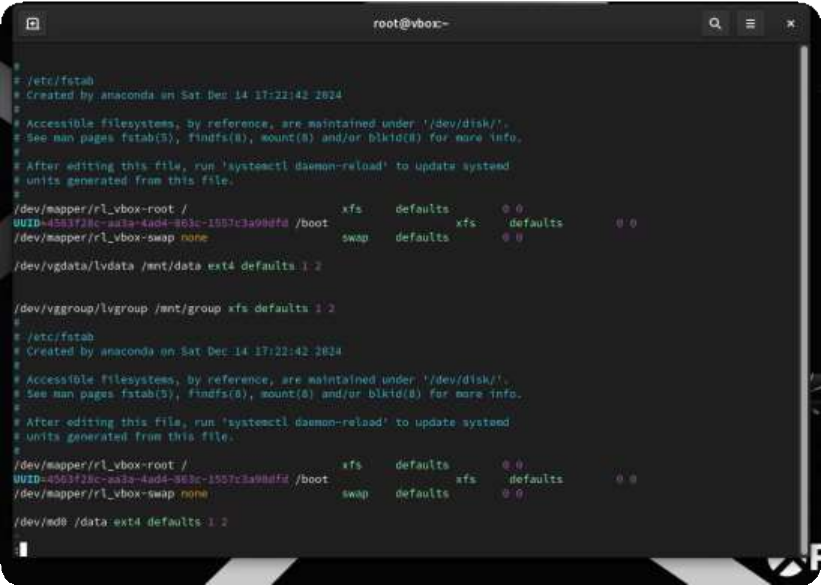 root@vbox:~
#
# /etc/fstab
# Created by anaconda on Sat Dec 14 17:22:42 2024
#
# Accessible filesystems, by reference, are maintained under '/dev/disk/'.
# See man pages fstab(5), findfs(8), mount(8) and/or blkid(8) for more info.
#
# After editing this file, run 'systemctl daemon-reload' to update systemd
# units generated from this file.
#
/dev/mapper/rl_vbox-root / xfs defaults 0 0
UUID=4563f28c-aa3a-4ad4-863c-1557c3a90dfd /boot xfs defaults 0 0
/dev/mapper/rl_vbox-swap none swap defaults 0 0
/dev/vgdata/lvdata /mnt/data ext4 defaults 1 2
/dev/vggroup/lvgroup /mnt/group xfs defaults 1 2
#
# /etc/fstab
# Created by anaconda on Sat Dec 14 17:22:42 2024
#
# Accessible filesystems, by reference, are maintained under '/dev/disk/'.
# See man pages fstab(5), findfs(8), mount(8) and/or blkid(8) for more info.
#
# After editing this file, run 'systemctl daemon-reload' to update systemd
# units generated from this file.
#
/dev/mapper/rl_vbox-root / xfs defaults 0 0
UUID=4563f28c-aa3a-4ad4-863c-1557c3a90dfd /boot xfs defaults 0 0
/dev/mapper/rl_vbox-swap none swap defaults 0 0
/dev/md0 /data ext4 defaults 1 2
~
: